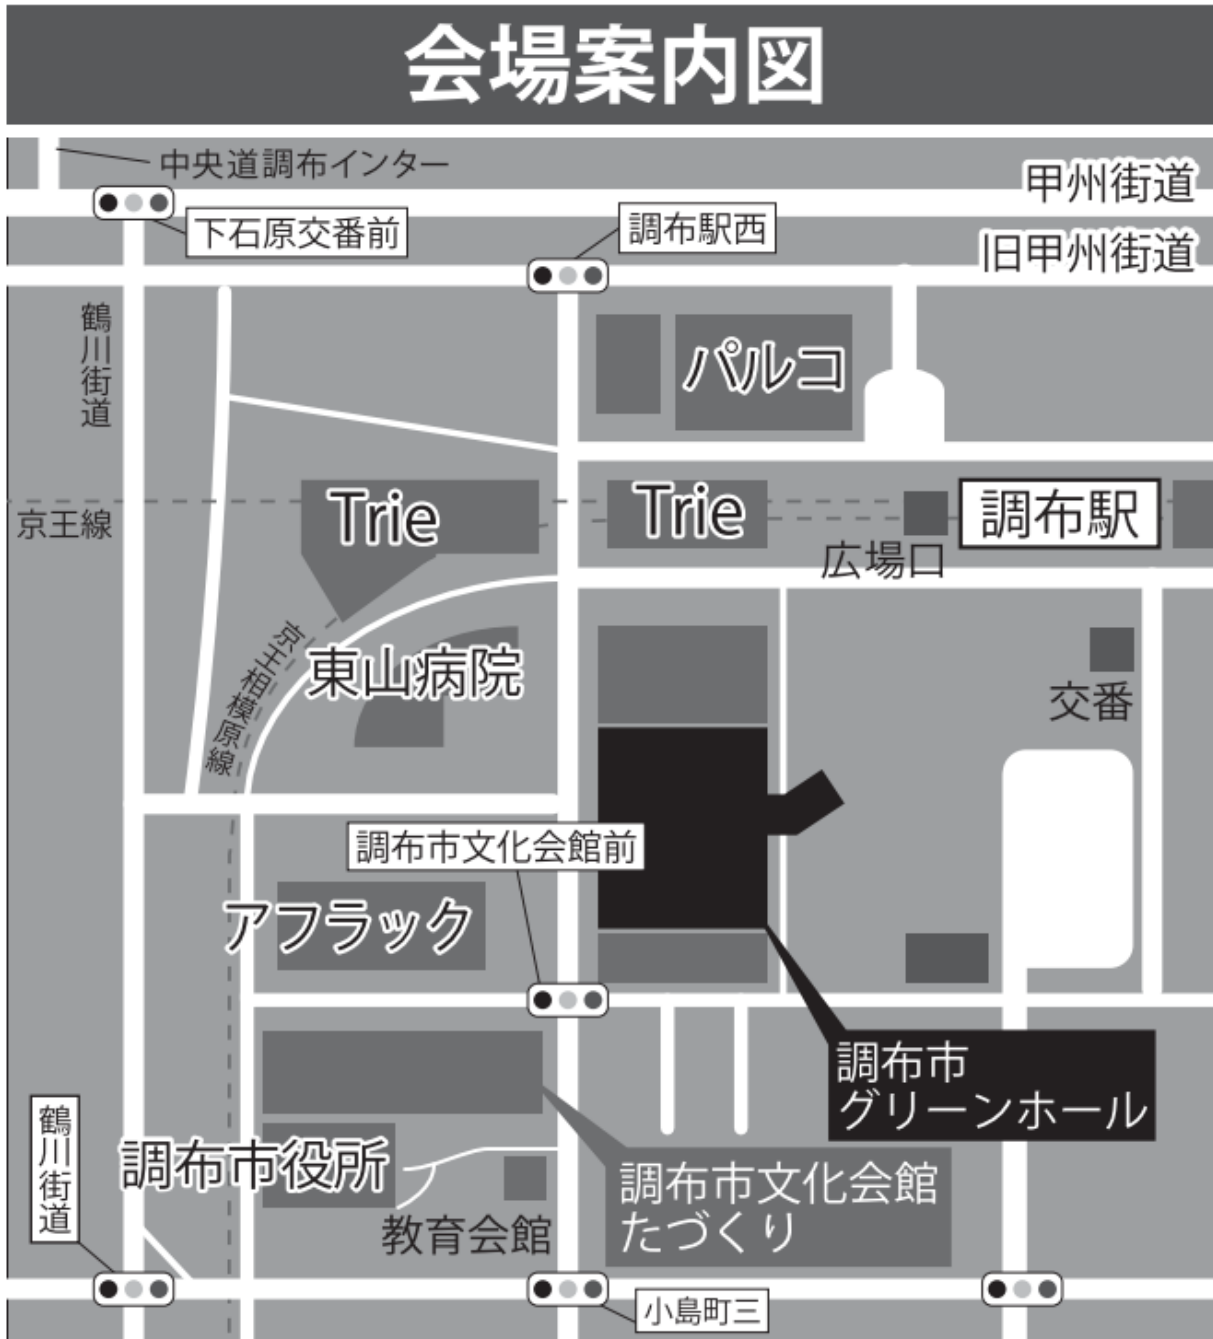 会場案内図
中央道調布インター
甲州街道
下石原交番前
調布駅西
旧甲州街道
鶴川街道
パルコ
京王線
Trie
Trie
調布駅
広場口
京王相模原線
東山病院
交番
調布市文化会館前
アフラック
調布市
グリーンホール
鶴川街道
調布市役所
調布市文化会館
たづくり
教育会館
小島町三